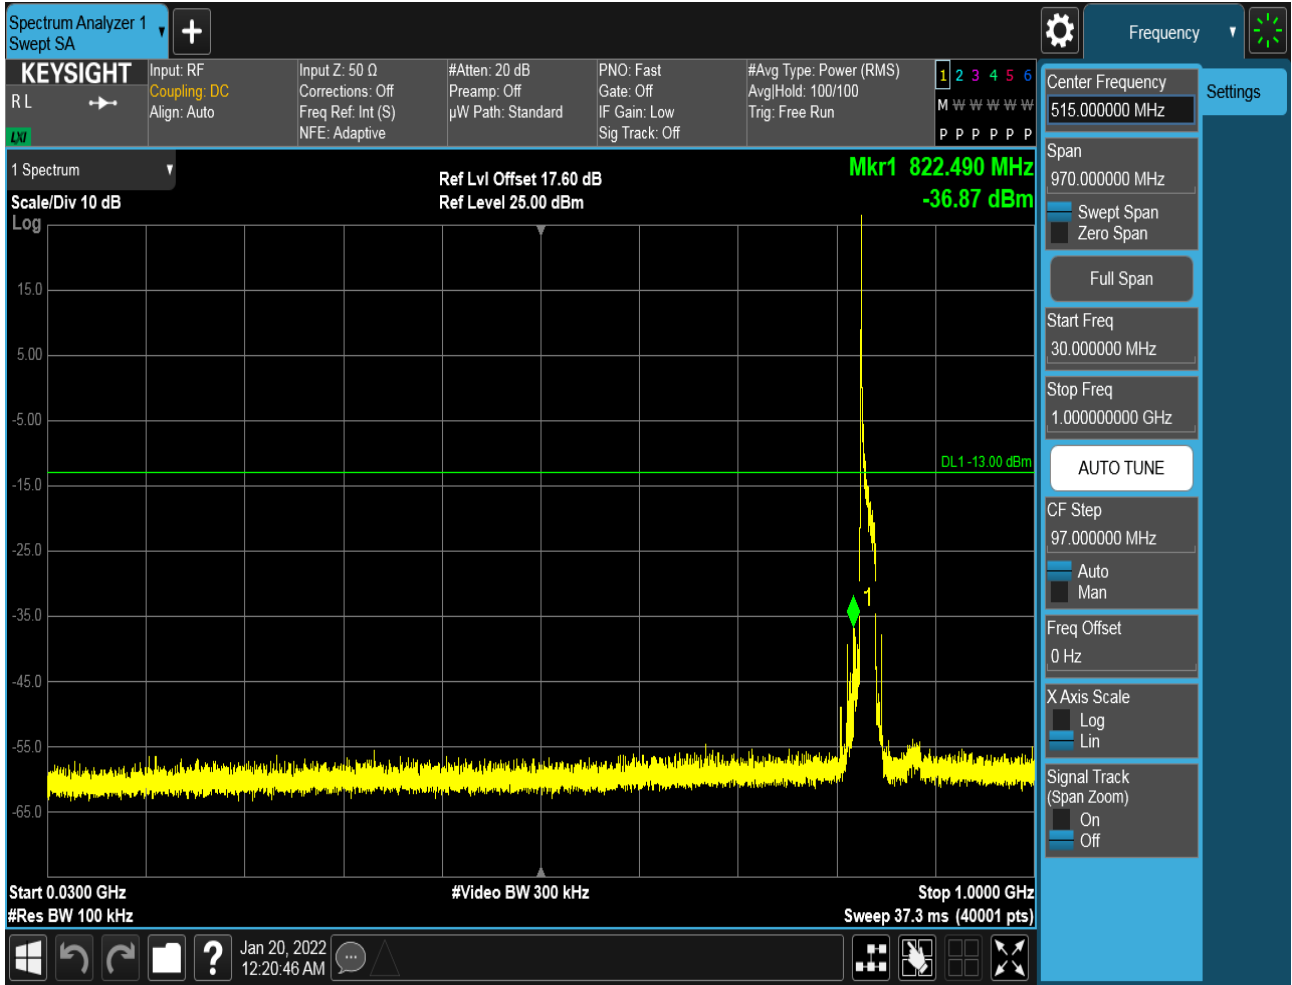 Spectrum Analyzer 1
Swept SA
Frequency
KEYSIGHT
R L
LXI
Input: RF
Coupling: DC
Align: Auto
Input Z: 50 Ω
Corrections: Off
Freq Ref: Int (S)
NFE: Adaptive
#Atten: 20 dB
Preamp: Off
µW Path: Standard
PNO: Fast
Gate: Off
IF Gain: Low
Sig Track: Off
#Avg Type: Power (RMS)
Avg|Hold: 100/100
Trig: Free Run
1 2 3 4 5 6
M W W W W W
P P P P P P
1 Spectrum
Scale/Div 10 dB
Log
Ref Lvl Offset 17.60 dB
Ref Level 25.00 dBm
Mkr1 822.490 MHz
-36.87 dBm
15.0
5.00
-5.00
-15.0
-25.0
-35.0
-45.0
-55.0
-65.0
DL1 -13.00 dBm
1
Start 0.0300 GHz
#Res BW 100 kHz
#Video BW 300 kHz
Stop 1.0000 GHz
Sweep 37.3 ms (40001 pts)
Center Frequency
515.000000 MHz
Settings
Span
970.000000 MHz
Swept Span
Zero Span
Full Span
Start Freq
30.000000 MHz
Stop Freq
1.000000000 GHz
AUTO TUNE
CF Step
97.000000 MHz
Auto
Man
Freq Offset
0 Hz
X Axis Scale
Log
Lin
Signal Track
(Span Zoom)
On
Off
?
Jan 20, 2022
12:20:46 AM